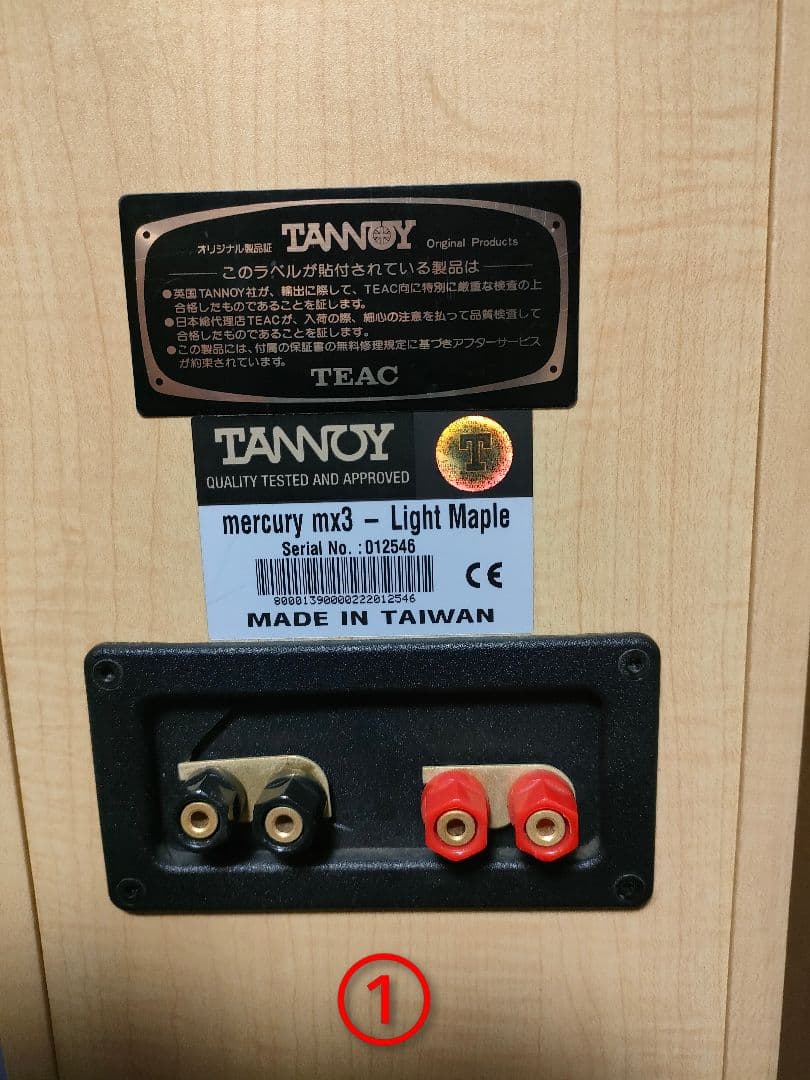 オリジナル製品証 TANNOY Original Products
このラベルが貼付されている製品は
●英国TANNOY社が、輸出に際して、TEAC向に特別に厳重な検査の上
合格したものであることを証します。
●日本総代理店TEACが、入荷の際、細心の注意を払って品質検査して
合格したものであることを証します。
●この製品には、付属の保証書の無料修理規定に基づきアフターサービス
が約束されています。
TEAC
TANNOY T
QUALITY TESTED AND APPROVED
mercury mx3 – Light Maple
Serial No. :012546
CE
80001390000222012546
MADE IN TAIWAN
①